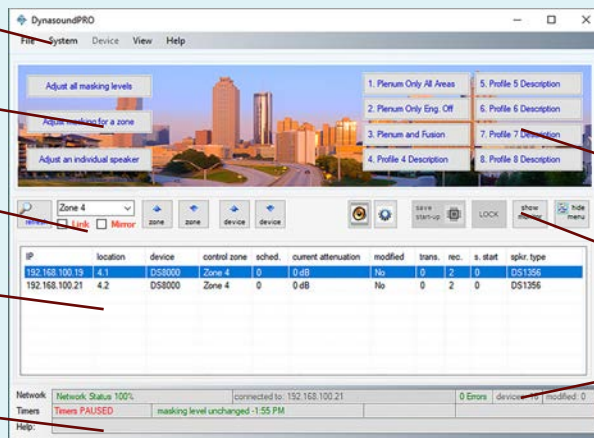 DynasoundPRO
File System Device View Help
Adjust all masking levels
Adjust masking for a zone
Adjust an individual speaker
1. Plenum Only All Areas
2. Plenum Only Eng. Off
3. Plenum and Fusion
4. Profile 4 Description
5. Profile 5 Description
6. Profile 6 Description
7. Profile 7 Description
8. Profile 8 Description
refresh Zone 4 zone zone device device save start-up LOCK show monitor hide menu
Link Mirror
IP location device control zone sched. current attenuation modified trans. rec. s. start spkr. type
192.168.100.19 4.1 DS8000 Zone 4 0 0 dB No 0 2 0 DS1356
192.168.100.21 4.2 DS8000 Zone 4 0 0 dB No 0 2 0 DS1356
Network Network Status 100% connected to: 192.168.100.21 0 Errors devices: modified: 0
Timers Timers PAUSED masking level unchanged -1:55 PM
Help: